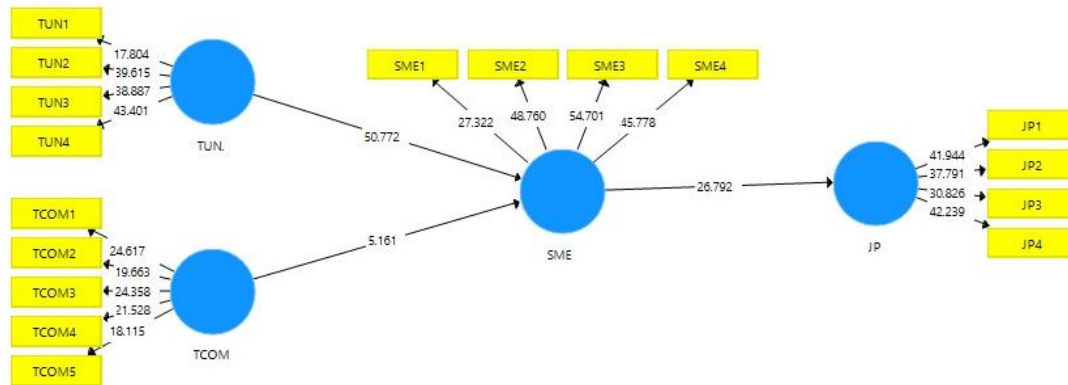 TUN1
TUN2
TUN3
TUN4
17.804
39.615
38.887
43.401
TUN.
50.772
TCOM1
TCOM2
TCOM3
TCOM4
TCOM5
24.617
19.663
24.358
21.528
18.115
TCOM
5.161
SME1
SME2
SME3
SME4
27.322
48.760
54.701
45.778
SME
26.792
JP
41.944
37.791
30.826
42.239
JP1
JP2
JP3
JP4